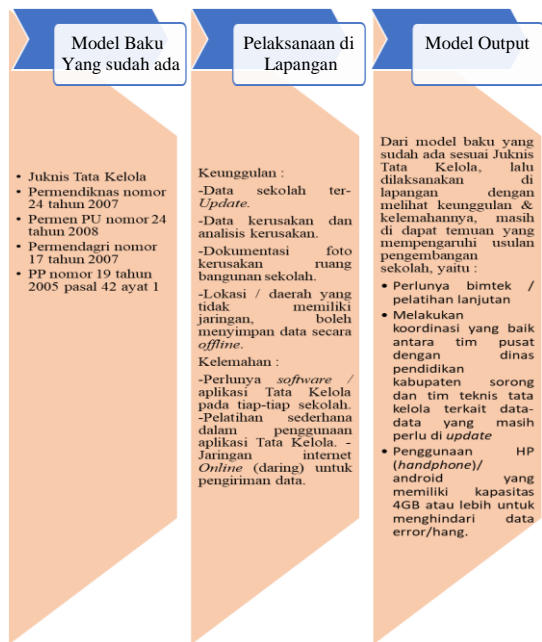 Model Baku
Yang sudah ada
• Juknis Tata Kelola
• Permendiknas nomor
24 tahun 2007
• Permen PU nomor 24
tahun 2008
• Permendagri nomor
17 tahun 2007
• PP nomor 19 tahun
2005 pasal 42 ayat 1
Pelaksanaan di
Lapangan
Keunggulan :
-Data sekolah ter-
Update.
-Data kerusakan dan
analisis kerusakan.
-Dokumentasi foto
kerusakan ruang
bangunan sekolah.
-Lokasi / daerah yang
tidak memiliki
jaringan, boleh
menyimpan data secara
offline.
Kelemahan :
-Perlunya software /
aplikasi Tata Kelola
pada tiap-tiap sekolah.
-Pelatihan sederhana
dalam penggunaan
aplikasi Tata Kelola. -
Jaringan internet
Online (daring) untuk
pengiriman data.
Model Output
Dari model baku yang
sudah ada sesuai Juknis
Tata Kelola, lalu
dilaksanakan di
lapangan dengan
melihat keunggulan &
kelemahannya, masih
di dapat temuan yang
mempengaruhi usulan
pengembangan
sekolah, yaitu :
• Perlunya bimtek /
pelatihan lanjutan
• Melakukan
koordinasi yang baik
antara tim pusat
dengan dinas
pendidikan
kabupaten sorong
dan tim teknis tata
kelola terkait data-
data yang masih
perlu di update
• Penggunaan HP
(handphone)/
android yang
memiliki kapasitas
4GB atau lebih untuk
menghindari data
error/hang.